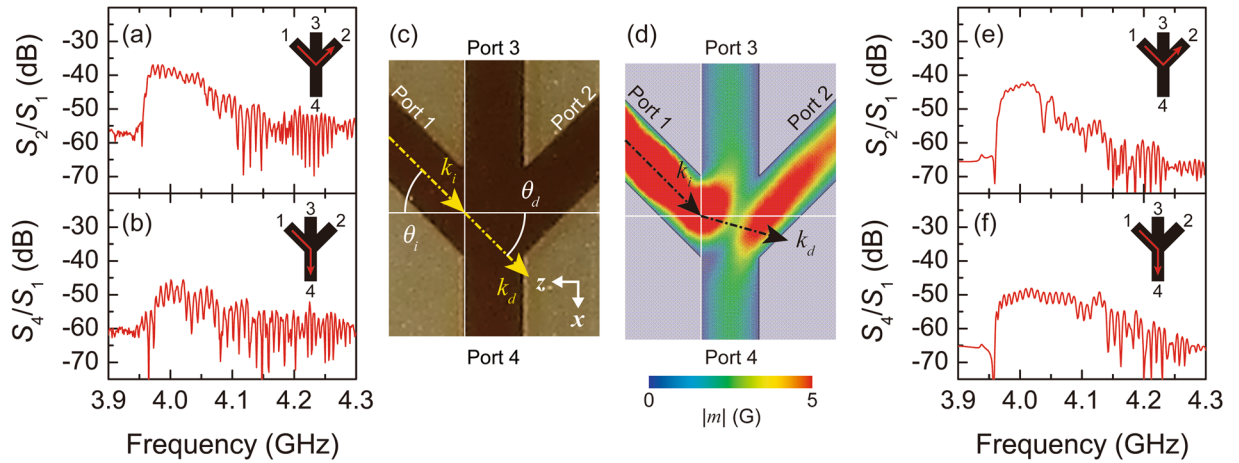 (a)
3
1
2
4
-30
-40
-50
-60
-70
S2/S1 (dB)
(b)
3
1
2
4
-30
-40
-50
-60
-70
S4/S1 (dB)
3.9 4.0 4.1 4.2 4.3
Frequency (GHz)
(c)
Port 3
Port 1
Port 2
ki
θd
θi
kd
z
x
Port 4
(d)
Port 3
Port 1
Port 2
ki
kd
Port 4
0 5
|m| (G)
(e)
3
1
2
4
-30
-40
-50
-60
-70
S2/S1 (dB)
(f)
3
1
2
4
-30
-40
-50
-60
-70
S4/S1 (dB)
3.9 4.0 4.1 4.2 4.3
Frequency (GHz)